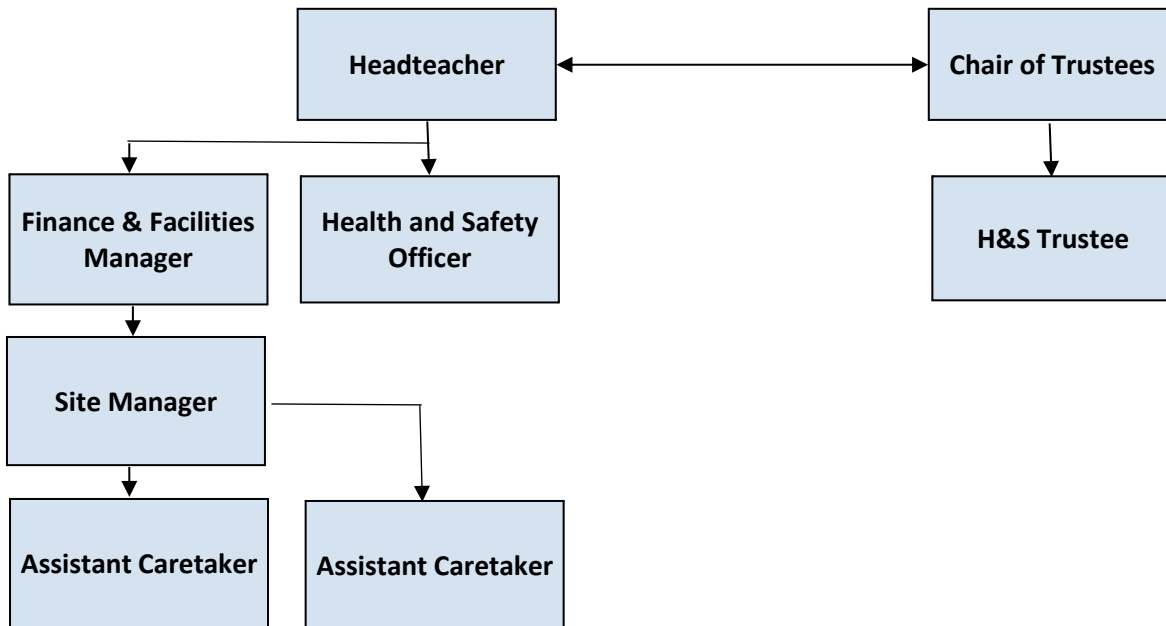 Headteacher
Chair of Trustees
Finance & Facilities
Manager
Health and Safety
Officer
H&S Trustee
Site Manager
Assistant Caretaker
Assistant Caretaker